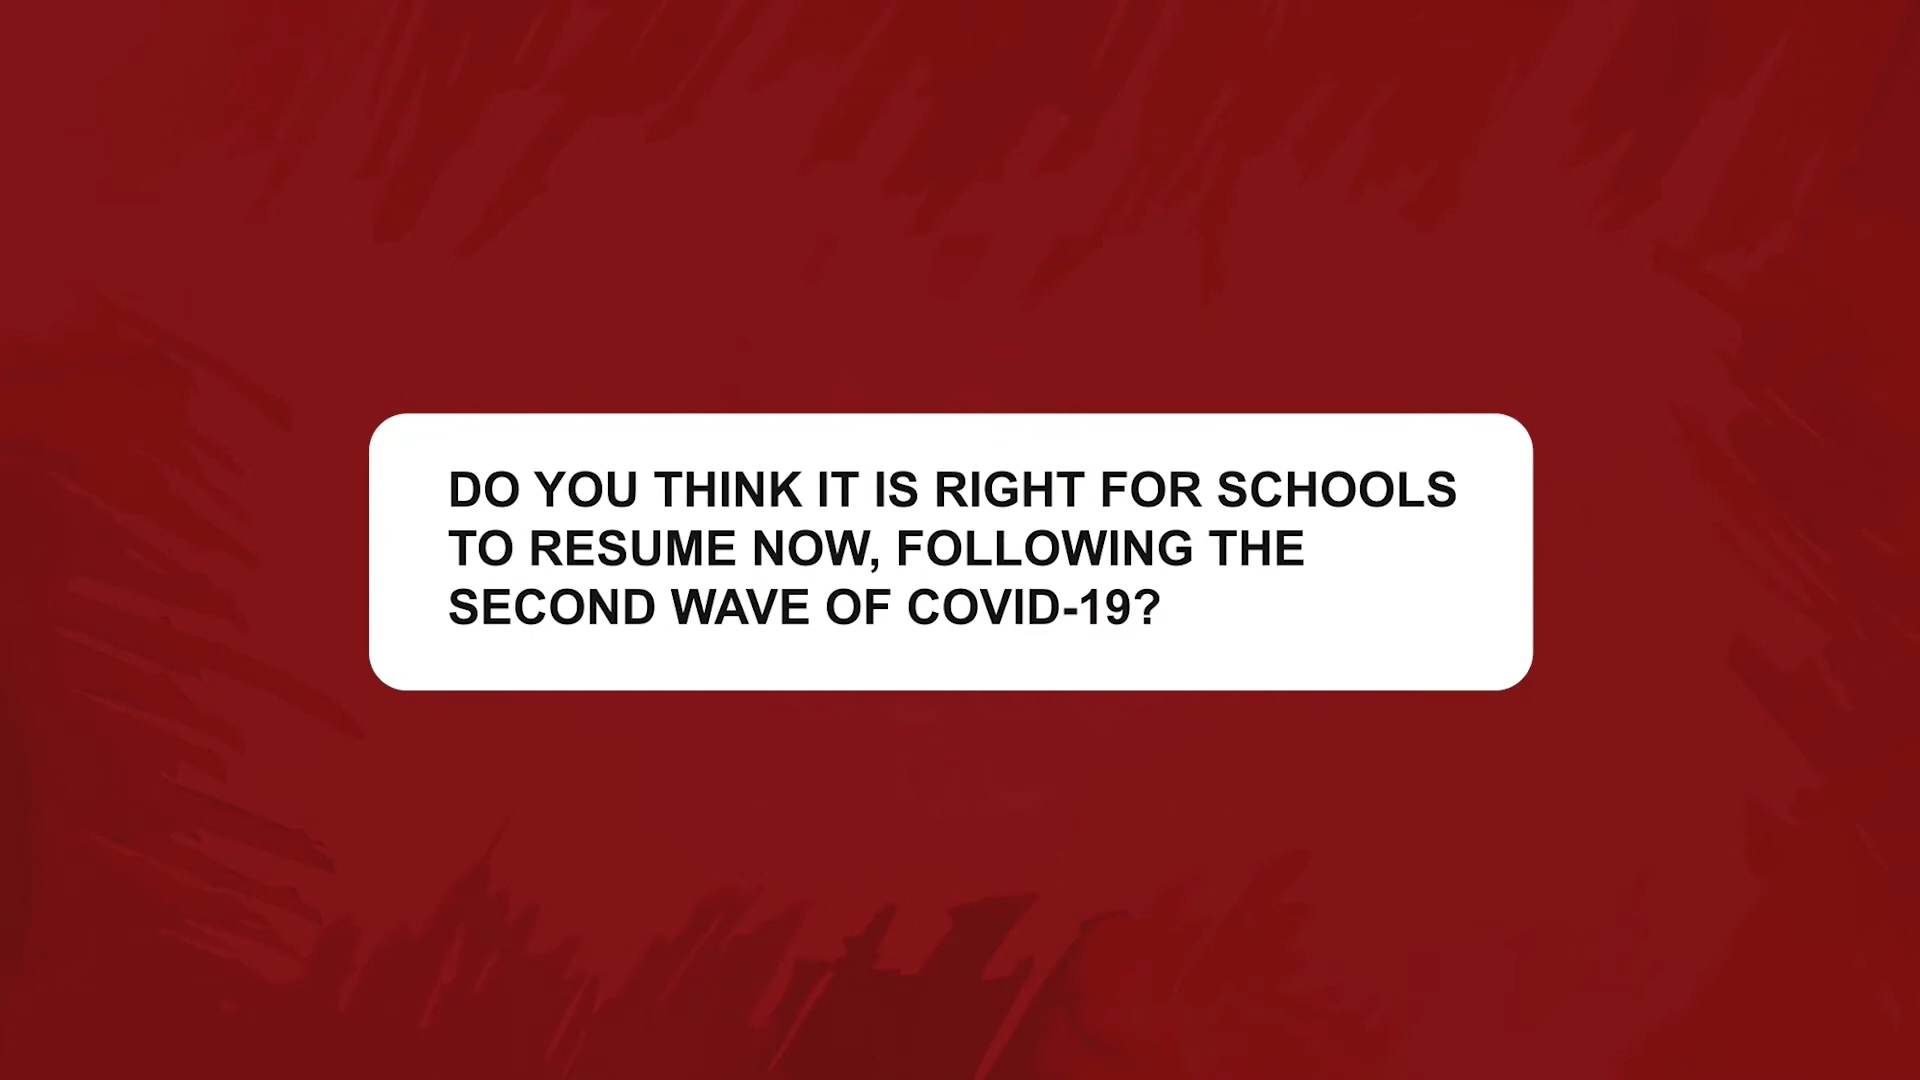 DO YOU THINK IT IS RIGHT FOR SCHOOLS
TO RESUME NOW, FOLLOWING THE
SECOND WAVE OF COVID-19?